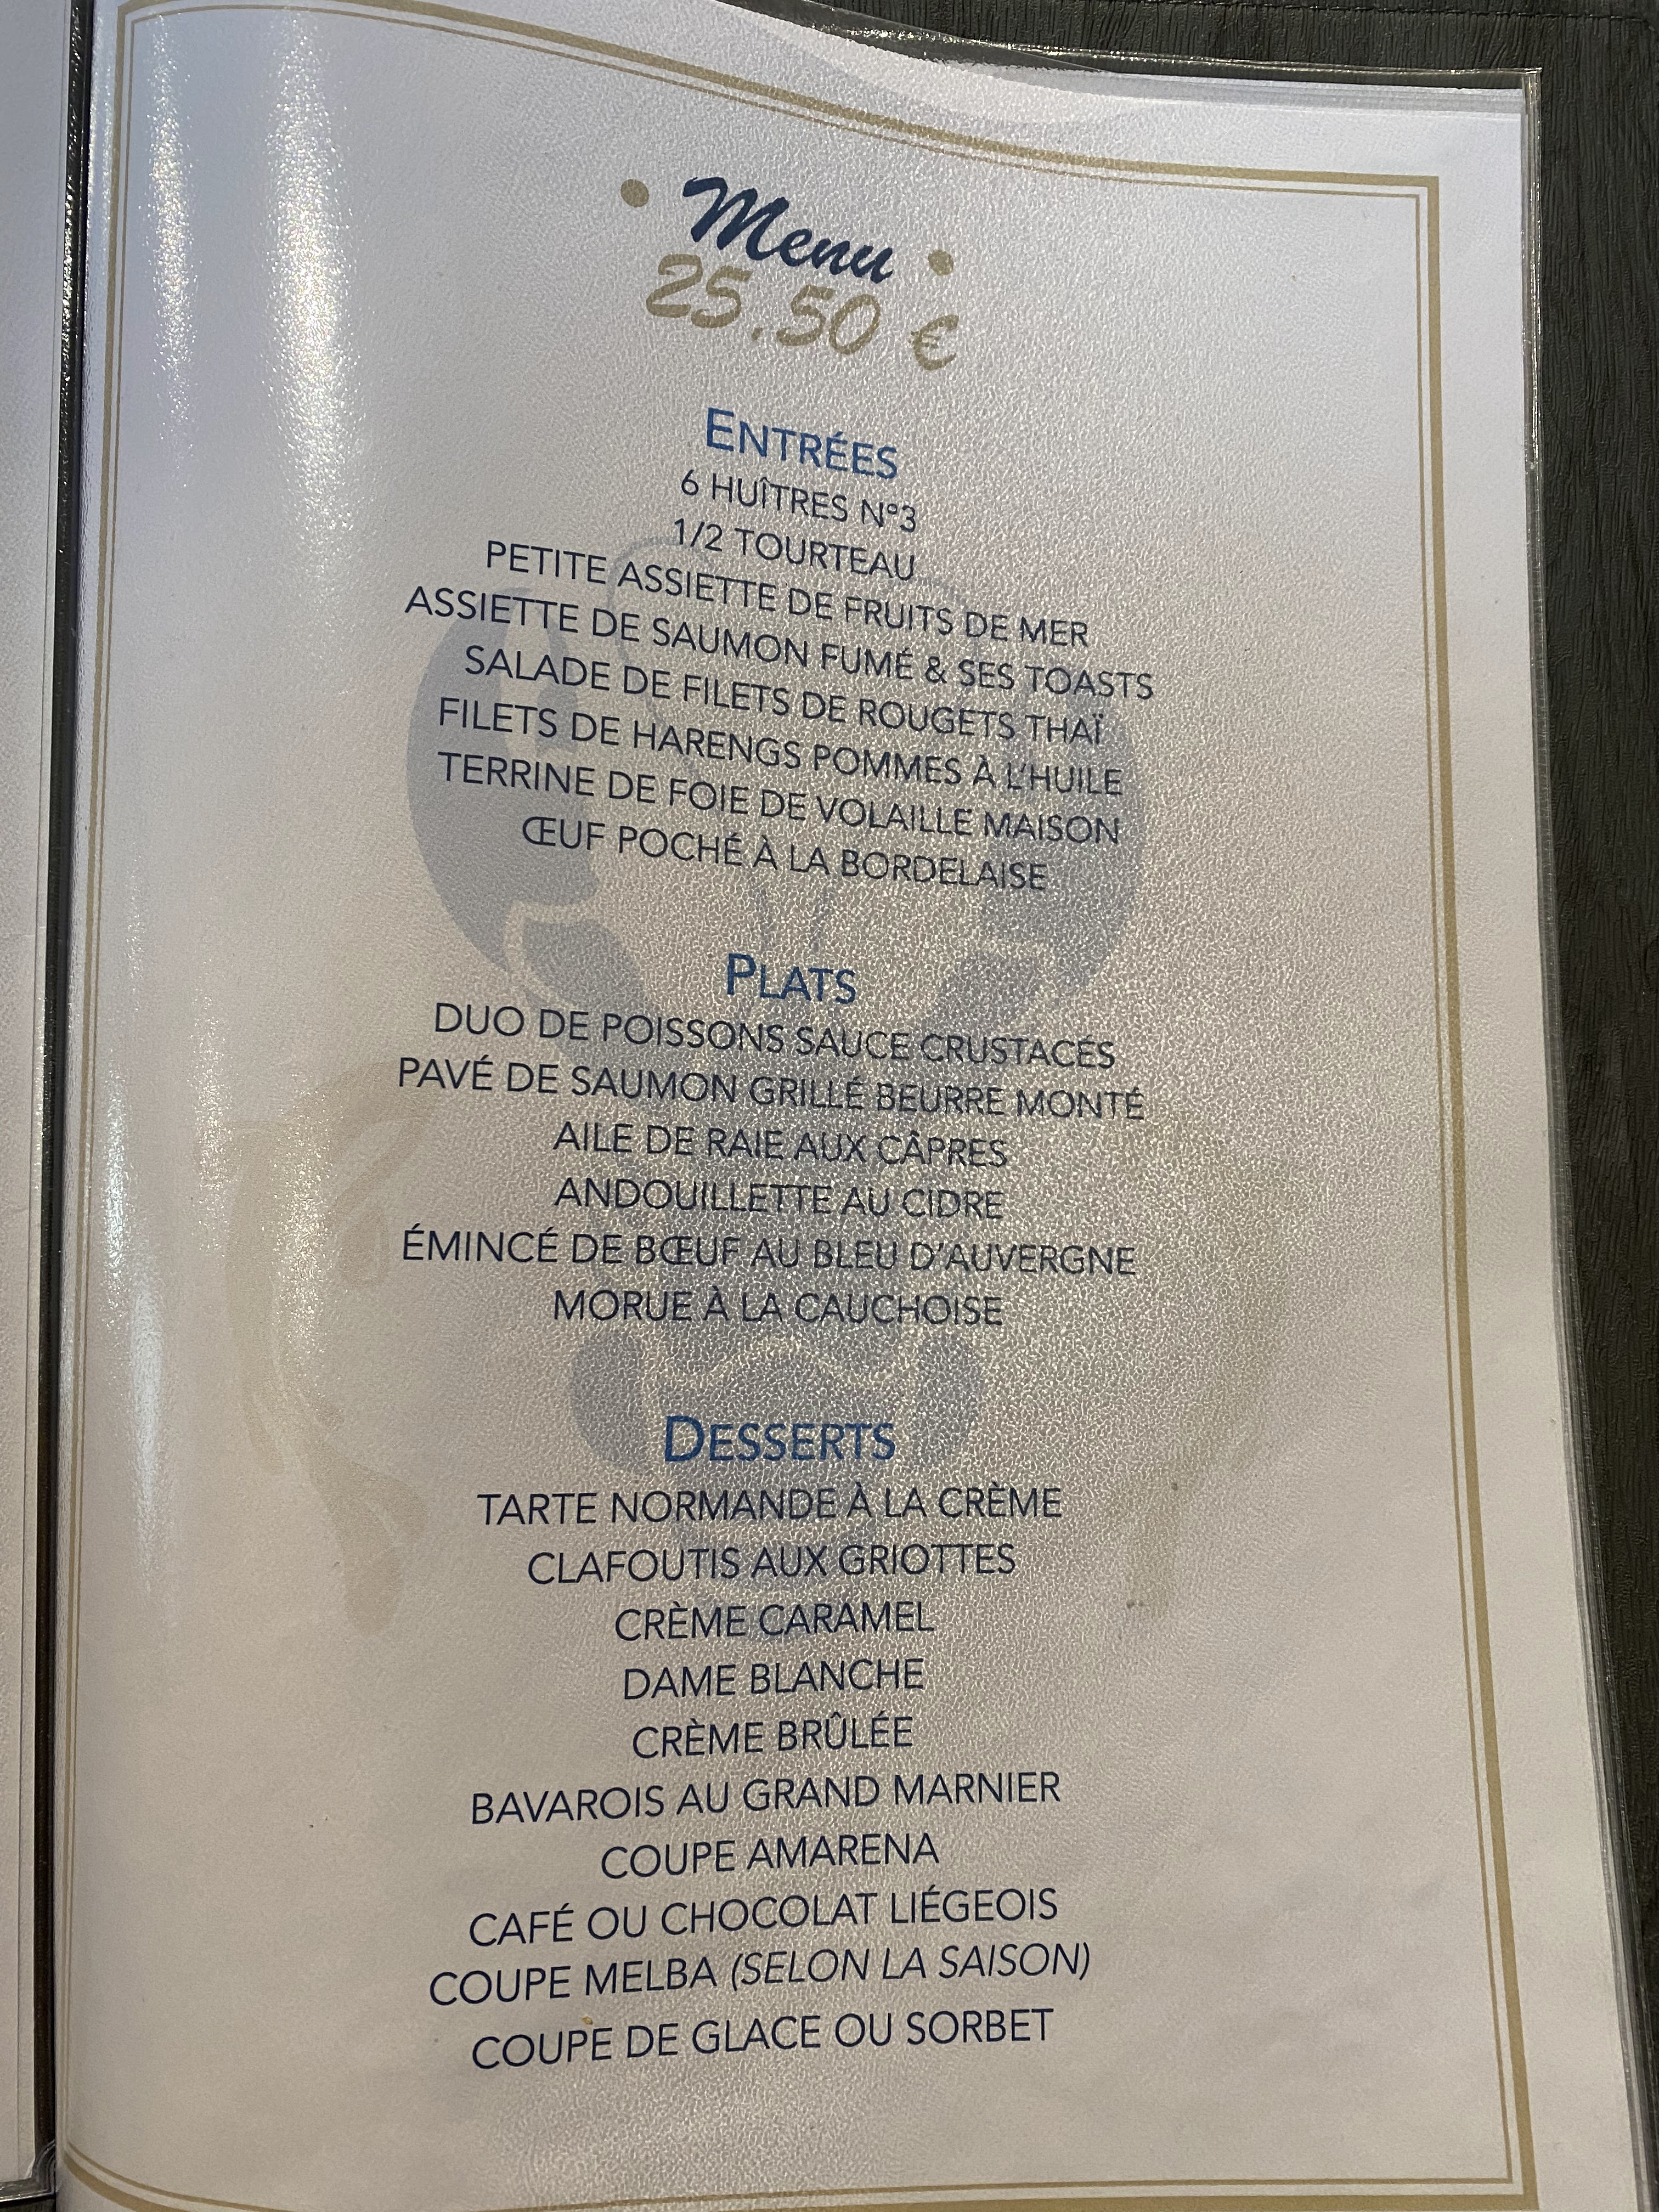 • Menu •
25.50 €
ENTRÉES
6 HUÎTRES N°3
1/2 TOURTEAU
PETITE ASSIETTE DE FRUITS DE MER
ASSIETTE DE SAUMON FUMÉ & SES TOASTS
SALADE DE FILETS DE ROUGETS THAÏ
FILETS DE HARENGS POMMES À L'HUILE
TERRINE DE FOIE DE VOLAILLE MAISON
ŒUF POCHÉ À LA BORDELAISE
PLATS
DUO DE POISSONS SAUCE CRUSTACÉS
PAVÉ DE SAUMON GRILLÉ BEURRE MONTÉ
AILE DE RAIE AUX CÂPRES
ANDOUILLETTE AU CIDRE
ÉMINCÉ DE BŒUF AU BLEU D'AUVERGNE
MORUE À LA CAUCHOISE
DESSERTS
TARTE NORMANDE À LA CRÈME
CLAFOUTIS AUX GRIOTTES
CRÈME CARAMEL
DAME BLANCHE
CRÈME BRÛLÉE
BAVAROIS AU GRAND MARNIER
COUPE AMARENA
CAFÉ OU CHOCOLAT LIÉGEOIS
COUPE MELBA (SELON LA SAISON)
COUPE DE GLACE OU SORBET